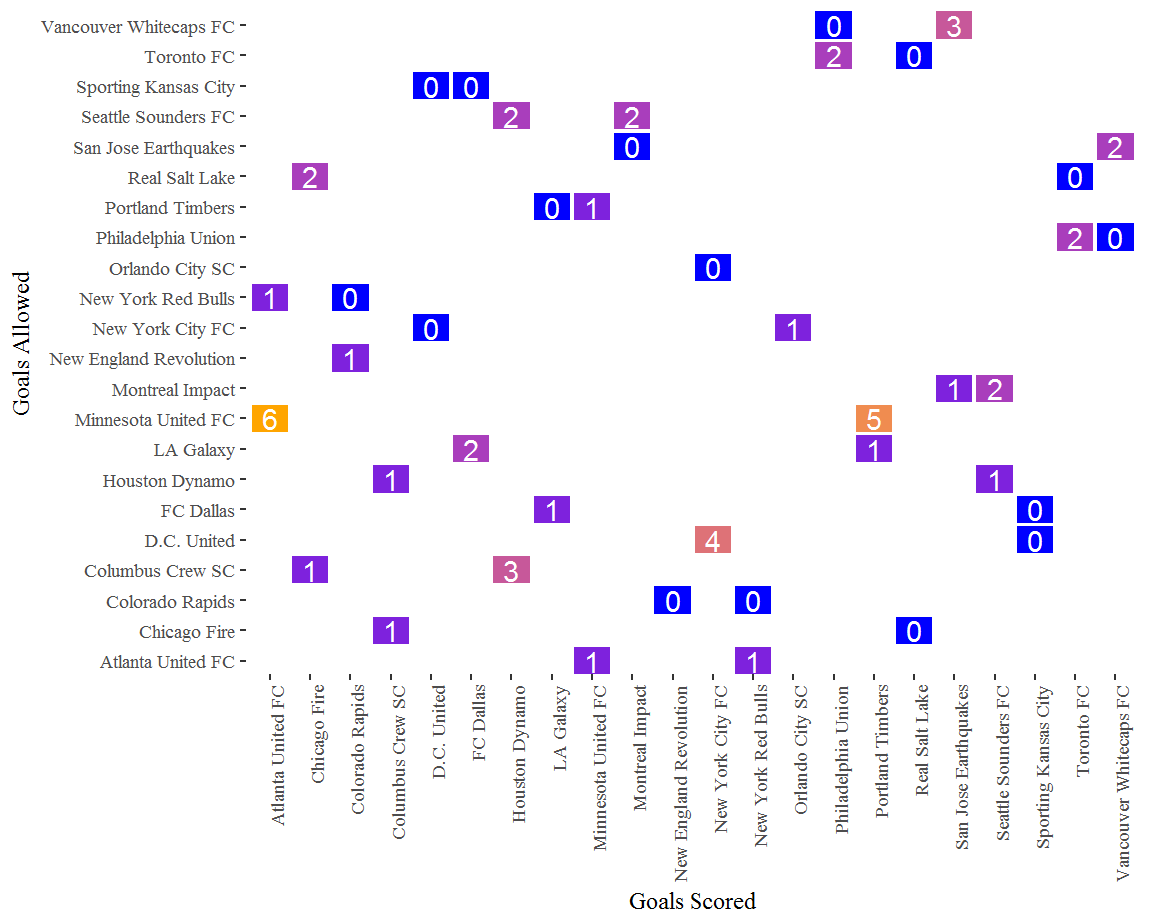 Vancouver Whitecaps FC 0 3
Toronto FC 2 0
Sporting Kansas City 0 0
Seattle Sounders FC 2 2
San Jose Earthquakes 0 2
Real Salt Lake 2 0
Portland Timbers 0 1
Philadelphia Union 2 0
Orlando City SC 0
New York Red Bulls 1 0
New York City FC 0 1
New England Revolution 1
Montreal Impact 1 2
Minnesota United FC 6 5
LA Galaxy 2 1
Houston Dynamo 1 1
FC Dallas 1 0
D.C. United 4 0
Columbus Crew SC 1 3
Colorado Rapids 0 0
Chicago Fire 1 0
Atlanta United FC 1 1
Goals Allowed
Atlanta United FC
Chicago Fire
Colorado Rapids
Columbus Crew SC
D.C. United
FC Dallas
Houston Dynamo
LA Galaxy
Minnesota United FC
Montreal Impact
New England Revolution
New York City FC
New York Red Bulls
Orlando City SC
Philadelphia Union
Portland Timbers
Real Salt Lake
San Jose Earthquakes
Seattle Sounders FC
Sporting Kansas City
Toronto FC
Vancouver Whitecaps FC
Goals Scored